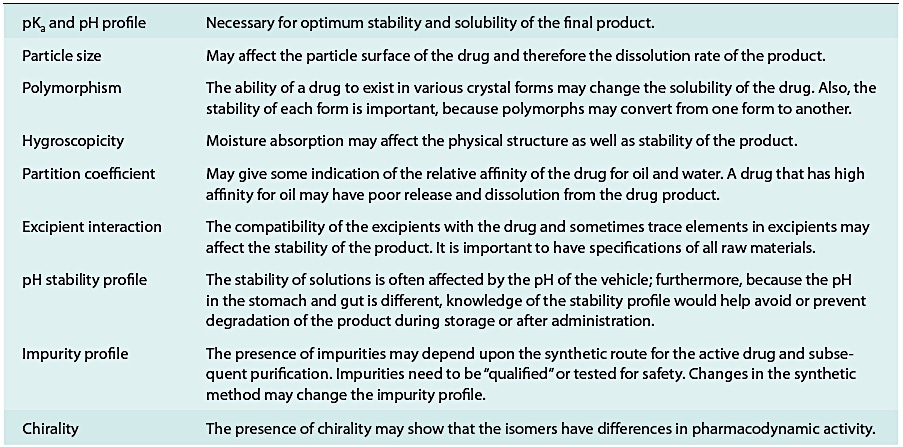 pKa and pH profile Necessary for optimum stability and solubility of the final product.
Particle size May affect the particle surface of the drug and therefore the dissolution rate of the product.
Polymorphism The ability of a drug to exist in various crystal forms may change the solubility of the drug. Also, the
stability of each form is important, because polymorphs may convert from one form to another.
Hygroscopicity Moisture absorption may affect the physical structure as well as stability of the product.
Partition coefficient May give some indication of the relative affinity of the drug for oil and water. A drug that has high
affinity for oil may have poor release and dissolution from the drug product.
Excipient interaction The compatibility of the excipients with the drug and sometimes trace elements in excipients may
affect the stability of the product. It is important to have specifications of all raw materials.
pH stability profile The stability of solutions is often affected by the pH of the vehicle; furthermore, because the pH
in the stomach and gut is different, knowledge of the stability profile would help avoid or prevent
degradation of the product during storage or after administration.
Impurity profile The presence of impurities may depend upon the synthetic route for the active drug and subse-
quent purification. Impurities need to be “qualified” or tested for safety. Changes in the synthetic
method may change the impurity profile.
Chirality The presence of chirality may show that the isomers have differences in pharmacodynamic activity.